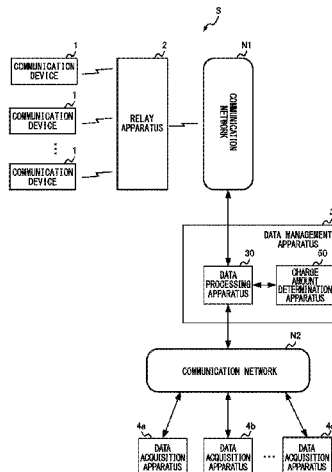 S
1
COMMUNICATION DEVICE
1
COMMUNICATION DEVICE
1
COMMUNICATION DEVICE
2
RELAY APPARATUS
N1
COMMUNICATION NETWORK
3
DATA MANAGEMENT APPARATUS
30
DATA PROCESSING APPARATUS
50
CHARGE AMOUNT DETERMINATION APPARATUS
N2
COMMUNICATION NETWORK
4a
DATA ACQUISITION APPARATUS
4b
DATA ACQUISITION APPARATUS
DATA ACQUISITION APPARATUS